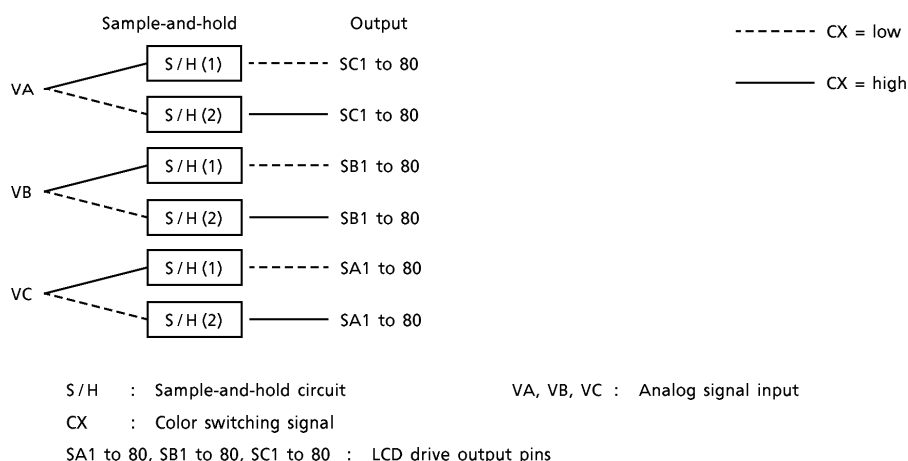 Sample-and-hold Output
CX = low
S/H (1) SC1 to 80
CX = high
VA
S/H (2) SC1 to 80
S/H (1) SB1 to 80
VB
S/H (2) SB1 to 80
S/H (1) SA1 to 80
VC
S/H (2) SA1 to 80
S/H : Sample-and-hold circuit VA, VB, VC : Analog signal input
CX : Color switching signal
SA1 to 80, SB1 to 80, SC1 to 80 : LCD drive output pins